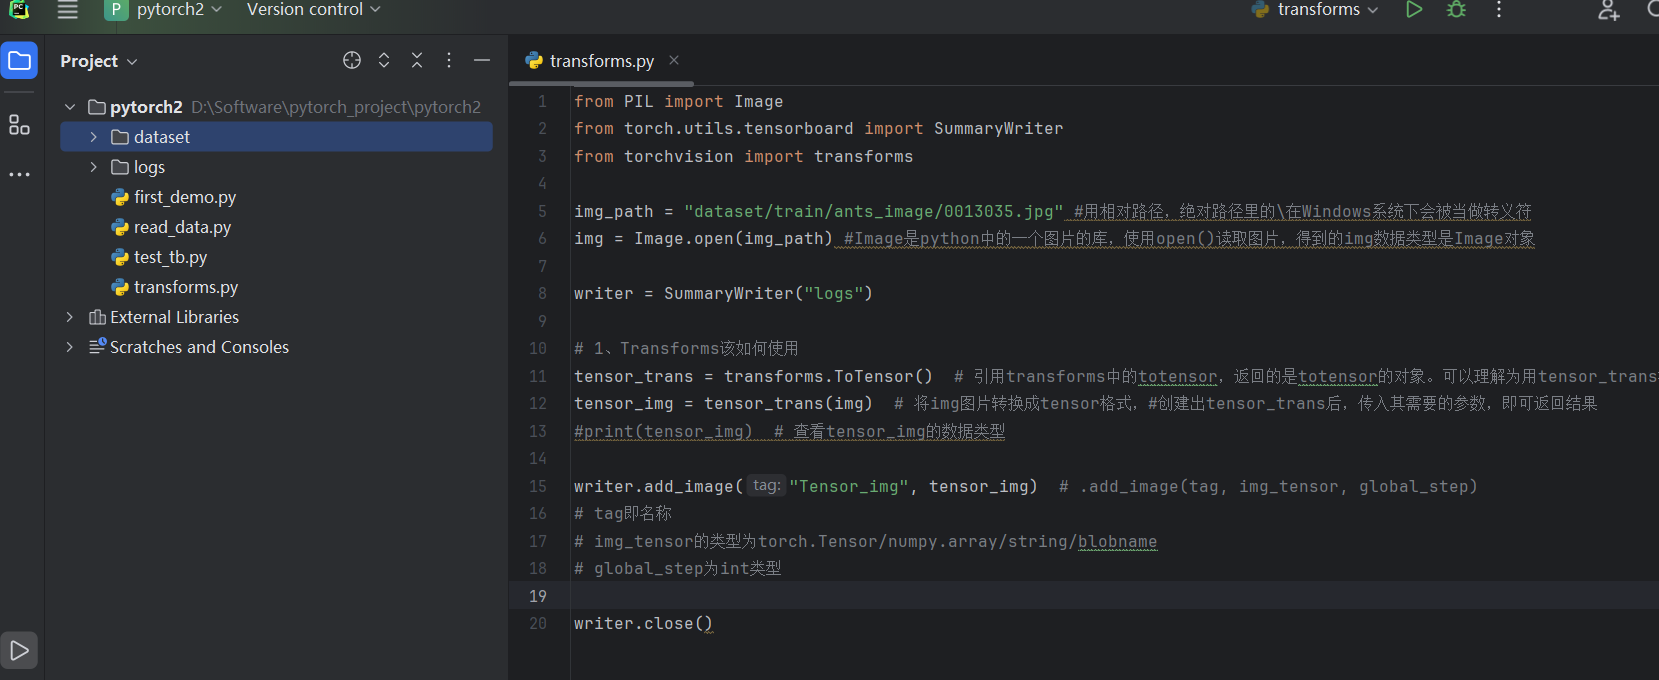 PC
P pytorch2 Version control transforms
Project
pytorch2 D:\Software\pytorch_project\pytorch2
dataset
logs
first_demo.py
read_data.py
test_tb.py
transforms.py
External Libraries
Scratches and Consoles
transforms.py
1 from PIL import Image
2 from torch.utils.tensorboard import SummaryWriter
3 from torchvision import transforms
4
5 img_path = "dataset/train/ants_image/0013035.jpg" #用相对路径，绝对路径里的\在Windows系统下会被当做转义符
6 img = Image.open(img_path) #Image是python中的一个图片的库，使用open()读取图片，得到的img数据类型是Image对象
7
8 writer = SummaryWriter("logs")
9
10 # 1、Transforms该如何使用
11 tensor_trans = transforms.ToTensor()  # 引用transforms中的totensor，返回的是totensor的对象。可以理解为用tensor_trans
12 tensor_img = tensor_trans(img)  # 将img图片转换成tensor格式，#创建出tensor_trans后，传入其需要的参数，即可返回结果
13 #print(tensor_img)  # 查看tensor_img的数据类型
14
15 writer.add_image( tag: "Tensor_img", tensor_img)  # .add_image(tag, img_tensor, global_step)
16 # tag即名称
17 # img_tensor的类型为torch.Tensor/numpy.array/string/blobname
18 # global_step为int类型
19
20 writer.close()